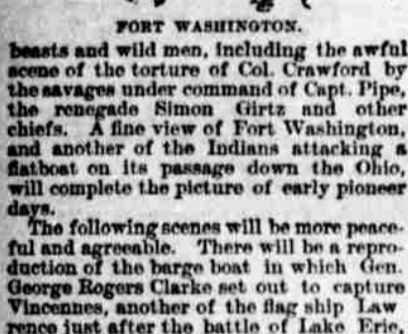 FORT WASHINGTON.
beasts and wild men, including the awful
scene of the torture of Col. Crawford by
the savages under command of Capt. Pipe,
the renegade Simon Girtz and other
chiefs. A fine view of Fort Washington,
and another of the Indians attacking a
flatboat on its passage down the Ohio,
will complete the picture of early pioneer
days.
The following scenes will be more peace-
ful and agreeable. There will be a repro-
duction of the barge boat in which Gen.
George Rogers Clarke set out to capture
Vincennes, another of the flag ship Law
rence just after the battle of Lake Erie,